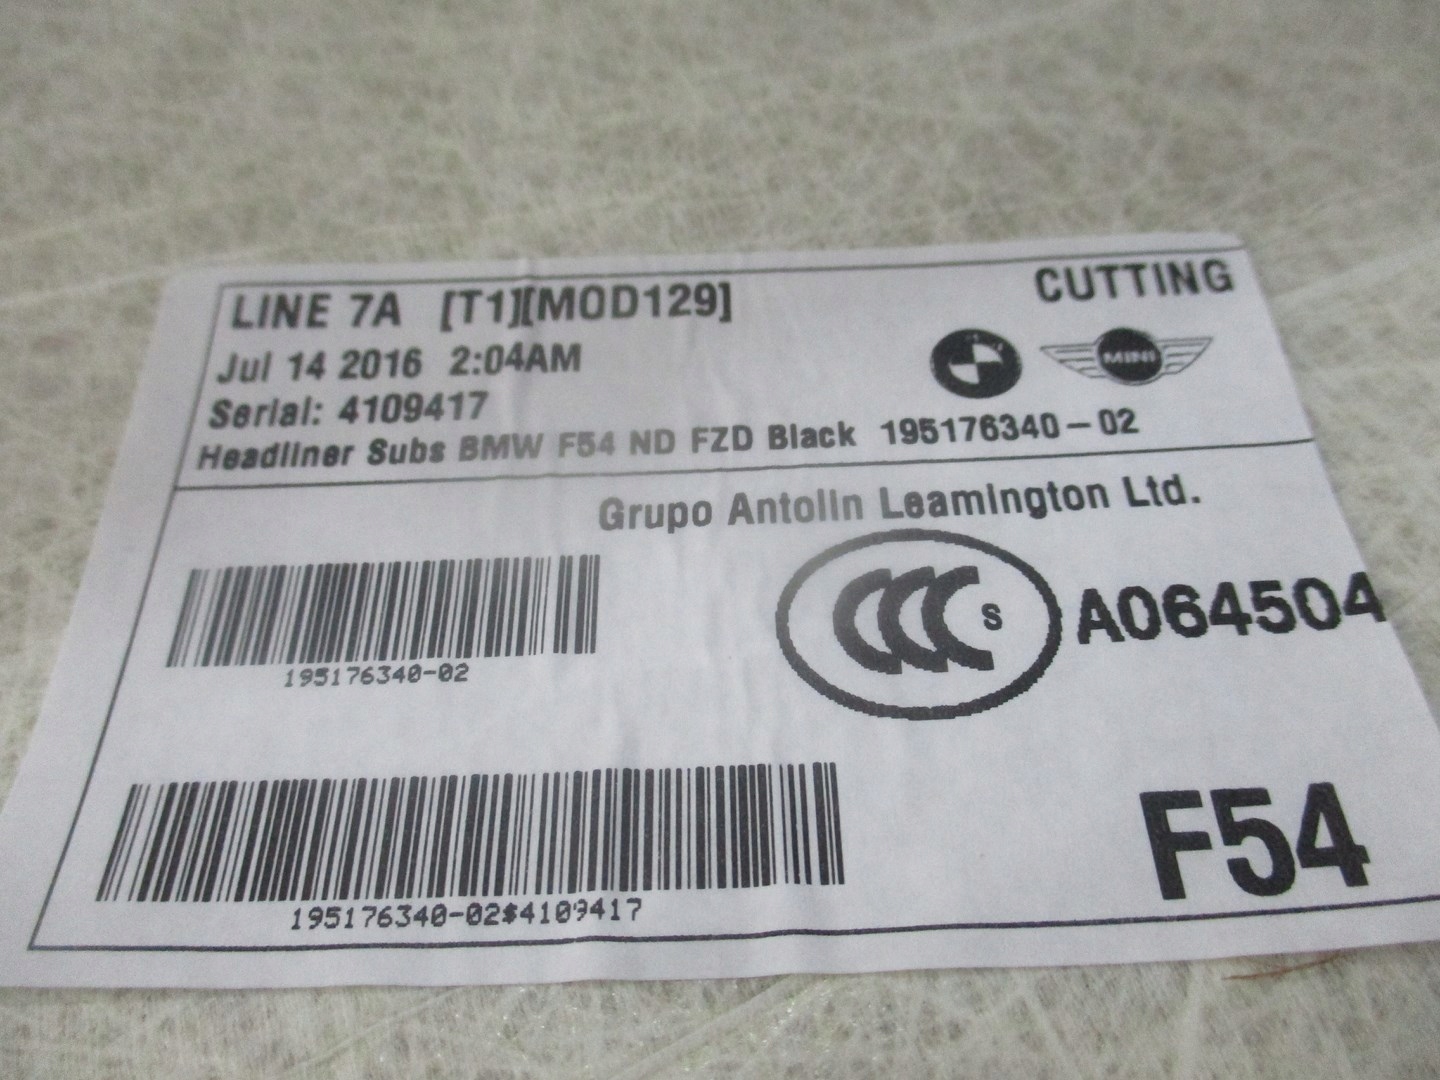 LINE 7A [T1][MOD129]
CUTTING
Jul 14 2016 2:04AM
MINI
Serial: 4109417
Headliner Subs BMW F54 ND FZD Black 195176340-02
Grupo Antolin Leamington Ltd.
CCC S A064504
195176340-02
F54
195176340-02$4109417